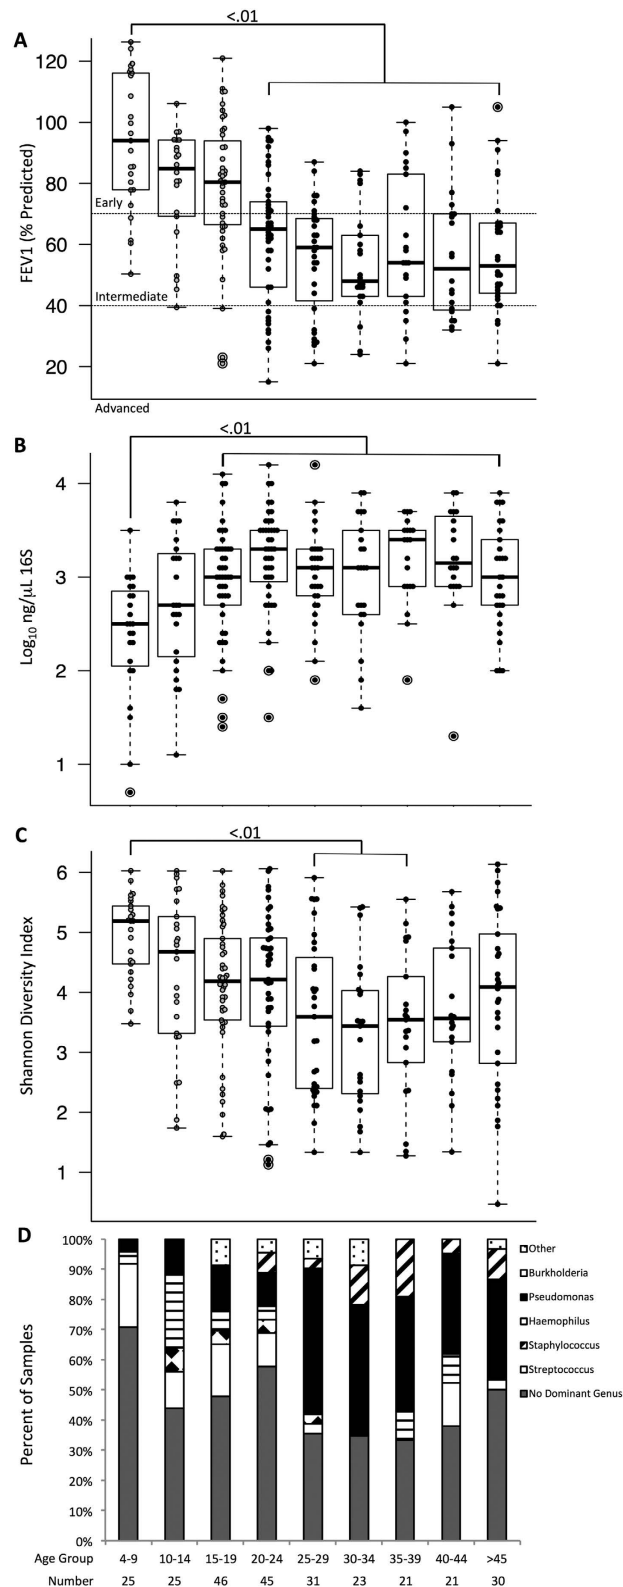 <.01
A
120
100
80
60
40
20
FEV1 (% Predicted)
Early
Intermediate
Advanced
<.01
B
4
3
2
1
Log10 ng/μL 16S
<.01
C
6
5
4
3
2
1
Shannon Diversity Index
D
100%
90%
80%
70%
60%
50%
40%
30%
20%
10%
0%
Percent of Samples
Other
Burkholderia
Pseudomonas
Haemophilus
Staphylococcus
Streptococcus
No Dominant Genus
Age Group 4-9 10-14 15-19 20-24 25-29 30-34 35-39 40-44 >45
Number 25 25 46 45 31 23 21 21 30